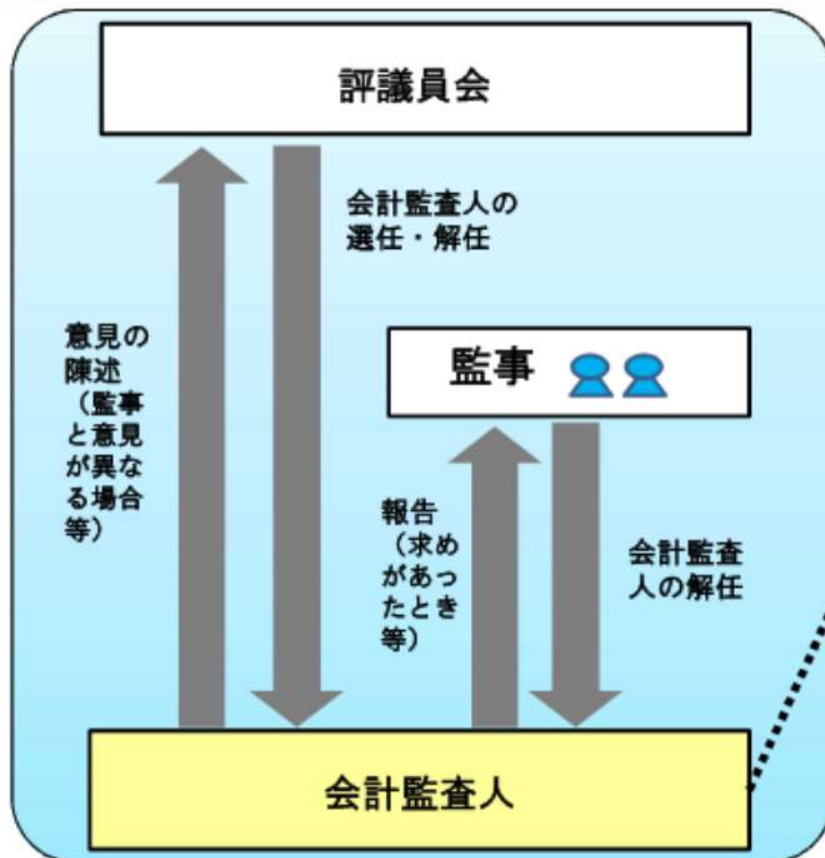 評議員会
会計監査人の
選任・解任
意見の
陳述
（監事
と意見
が異な
る場合
等）
監事
報告
（求め
があっ
たとき
等）
会計監査
人の解任
会計監査人